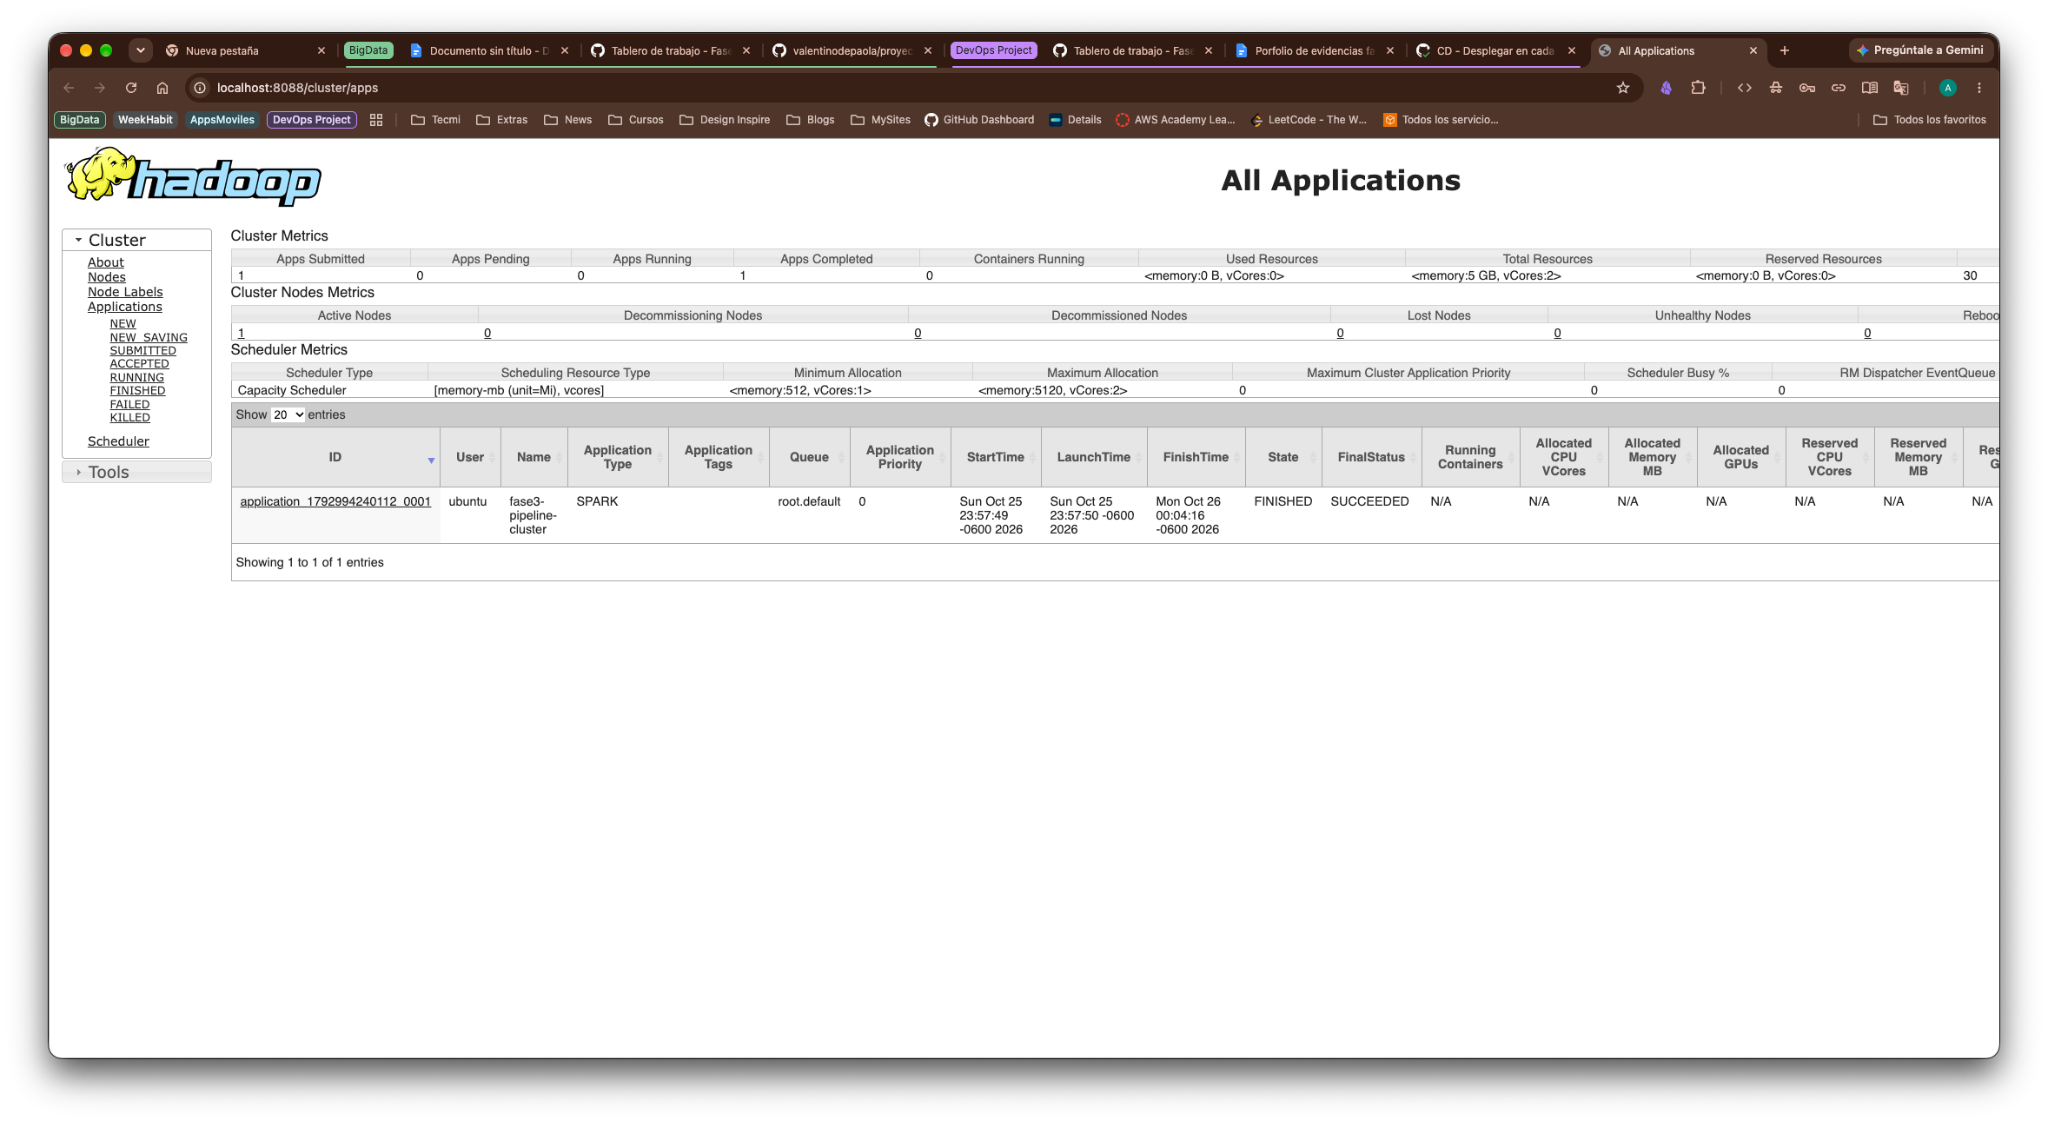 Nueva pestaña
BigData
Documento sin título - D
Tablero de trabajo - Fase
valentinodepaola/proyec
DevOps Project
Tablero de trabajo - Fase
Porfolio de evidencias fa
CD - Desplegar en cada
All Applications
Pregúntale a Gemini
localhost:8088/cluster/apps
A
BigData
WeekHabit
AppsMoviles
DevOps Project
Tecmi
Extras
News
Cursos
Design Inspire
Blogs
MySites
GitHub Dashboard
Details
AWS Academy Lea...
LeetCode - The W...
Todos los servicio...
Todos los favoritos
hadoop
All Applications
Cluster
About
Nodes
Node Labels
Applications
NEW
NEW_SAVING
SUBMITTED
ACCEPTED
RUNNING
FINISHED
FAILED
KILLED
Scheduler
Tools
Cluster Metrics
Apps Submitted Apps Pending Apps Running Apps Completed Containers Running Used Resources Total Resources Reserved Resources
1 0 0 1 0 <memory:0 B, vCores:0> <memory:5 GB, vCores:2> <memory:0 B, vCores:0> 30
Cluster Nodes Metrics
Active Nodes Decommissioning Nodes Decommissioned Nodes Lost Nodes Unhealthy Nodes Reboo
1 0 0 0 0 0
Scheduler Metrics
Scheduler Type Scheduling Resource Type Minimum Allocation Maximum Allocation Maximum Cluster Application Priority Scheduler Busy % RM Dispatcher EventQueue
Capacity Scheduler [memory-mb (unit=Mi), vcores] <memory:512, vCores:1> <memory:5120, vCores:2> 0 0 0
Show 20 entries
ID
User
Name
Application Type
Application Tags
Queue
Application Priority
StartTime
LaunchTime
FinishTime
State
FinalStatus
Running Containers
Allocated CPU VCores
Allocated Memory MB
Allocated GPUs
Reserved CPU VCores
Reserved Memory MB
Res G
application_1792994240112_0001
ubuntu
fase3-
pipeline-
cluster
SPARK
root.default
0
Sun Oct 25
23:57:49
-0600 2026
Sun Oct 25
23:57:50 -0600
2026
Mon Oct 26
00:04:16
-0600 2026
FINISHED
SUCCEEDED
N/A N/A N/A N/A N/A N/A N/A
Showing 1 to 1 of 1 entries